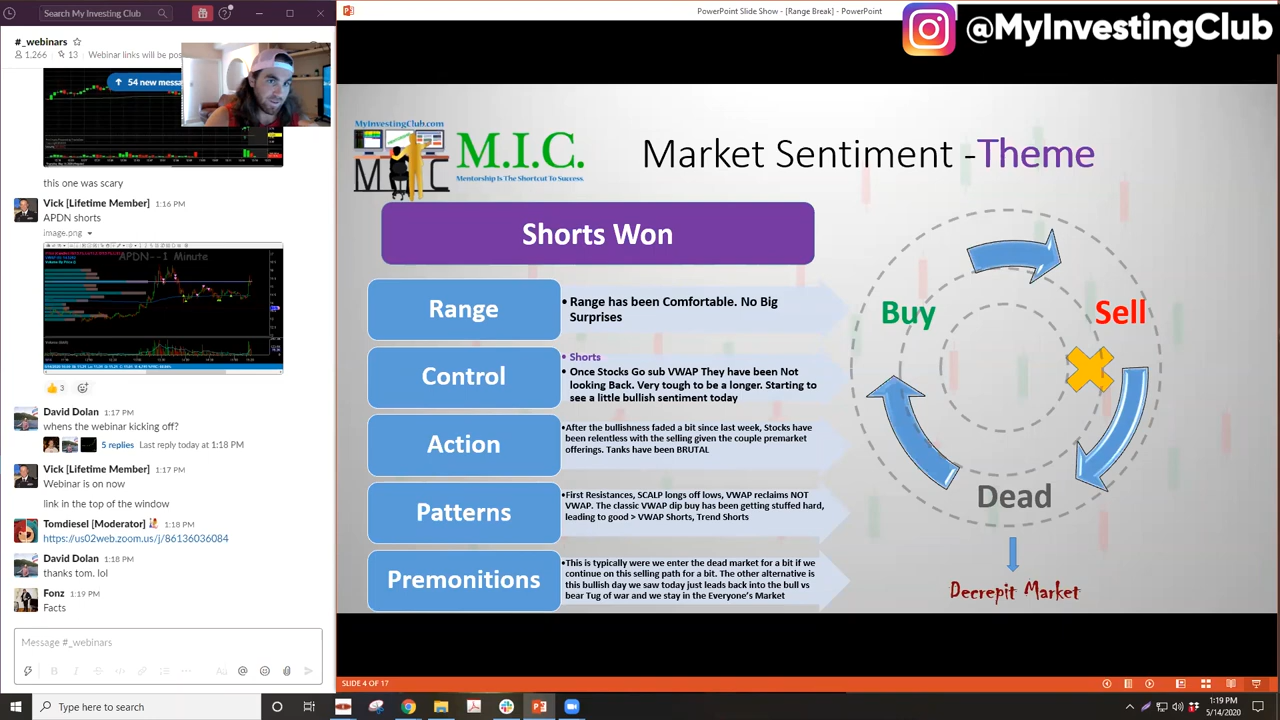 Search My Investing Club
PowerPoint Slide Show - [Range Break] - PowerPoint
@MyInvestingClub
#_webinars
1,266
13
Webinar links will be pos
54 new messa
this one was scary
Vick [Lifetime Member] 1:16 PM
APDN shorts
image.png
APDN--1 Minute
3
David Dolan 1:17 PM
whens the webinar kicking off?
5 replies Last reply today at 1:18 PM
Vick [Lifetime Member] 1:17 PM
Webinar is on now
link in the top of the window
Tomdiesel [Moderator] 1:18 PM
https://us02web.zoom.us/j/86136036084
David Dolan 1:18 PM
thanks tom. lol
Fonz 1:19 PM
Facts
Message #_webinars
MyInvestingClub.com
M.I.C.
Mentorship Is The Shortcut To Success.
Market Sentiment -Theme
Shorts Won
Range
• Range has been Comfortable. No Big
Surprises
Control
• Shorts
• Once Stocks Go sub VWAP They have been Not
looking Back. Very tough to be a longer. Starting to
see a little bullish sentiment today
Action
•After the bullishness faded a bit since last week, Stocks have
been relentless with the selling given the couple premarket
offerings. Tanks have been BRUTAL
Patterns
•First Resistances, SCALP longs off lows, VWAP reclaims NOT
VWAP. The classic VWAP dip buy has been getting stuffed hard,
leading to good > VWAP Shorts, Trend Shorts
Premonitions
•This is typically were we enter the dead market for a bit if we
continue on this selling path for a bit. The other alternative is
this bullish day we saw today just leads back into the bull vs
bear Tug of war and we stay in the Everyone's Market
Buy
Sell
Dead
Decrepit Market
SLIDE 4 OF 17
Type here to search
1:19 PM
5/14/2020